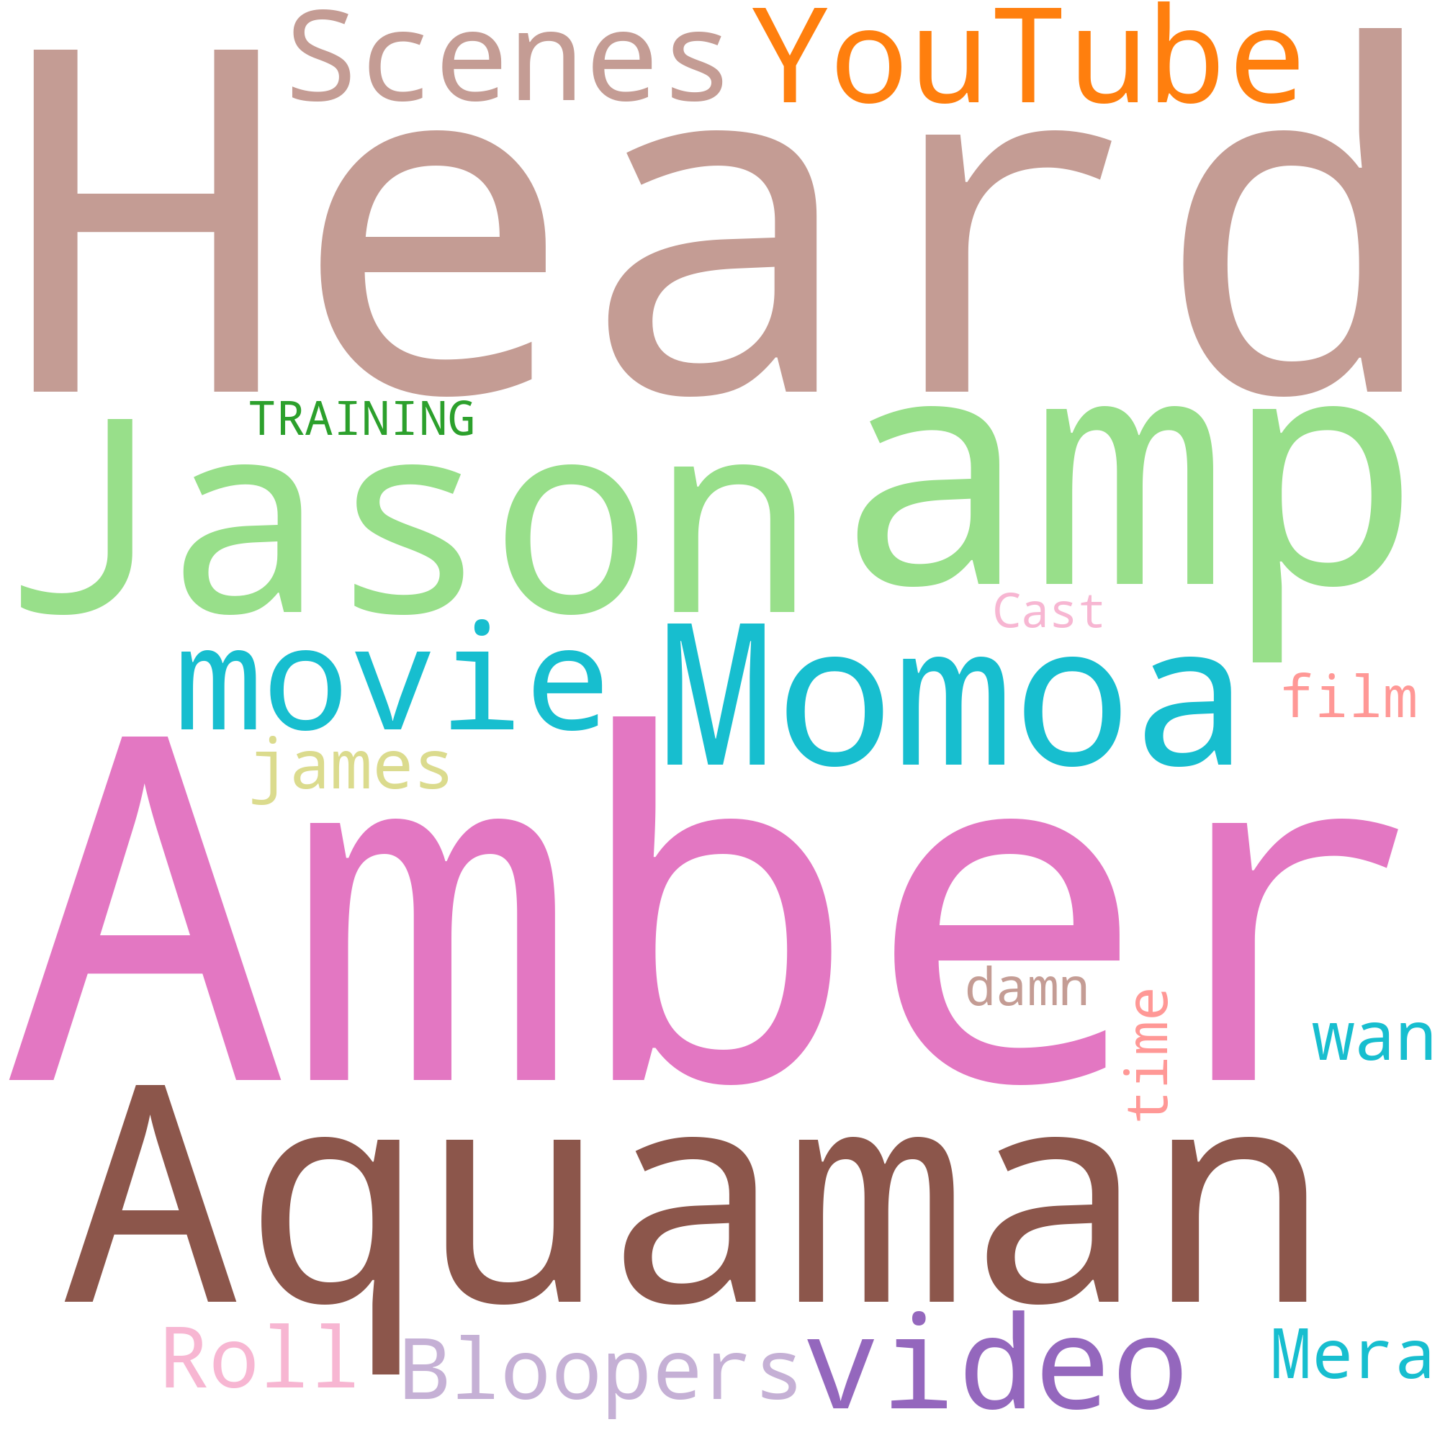 Scenes YouTube
Heard
TRAINING
Jason amp
Cast
movie Momoa film
james
Amber
damn
time
wan
Aquaman
Roll Bloopers video Mera